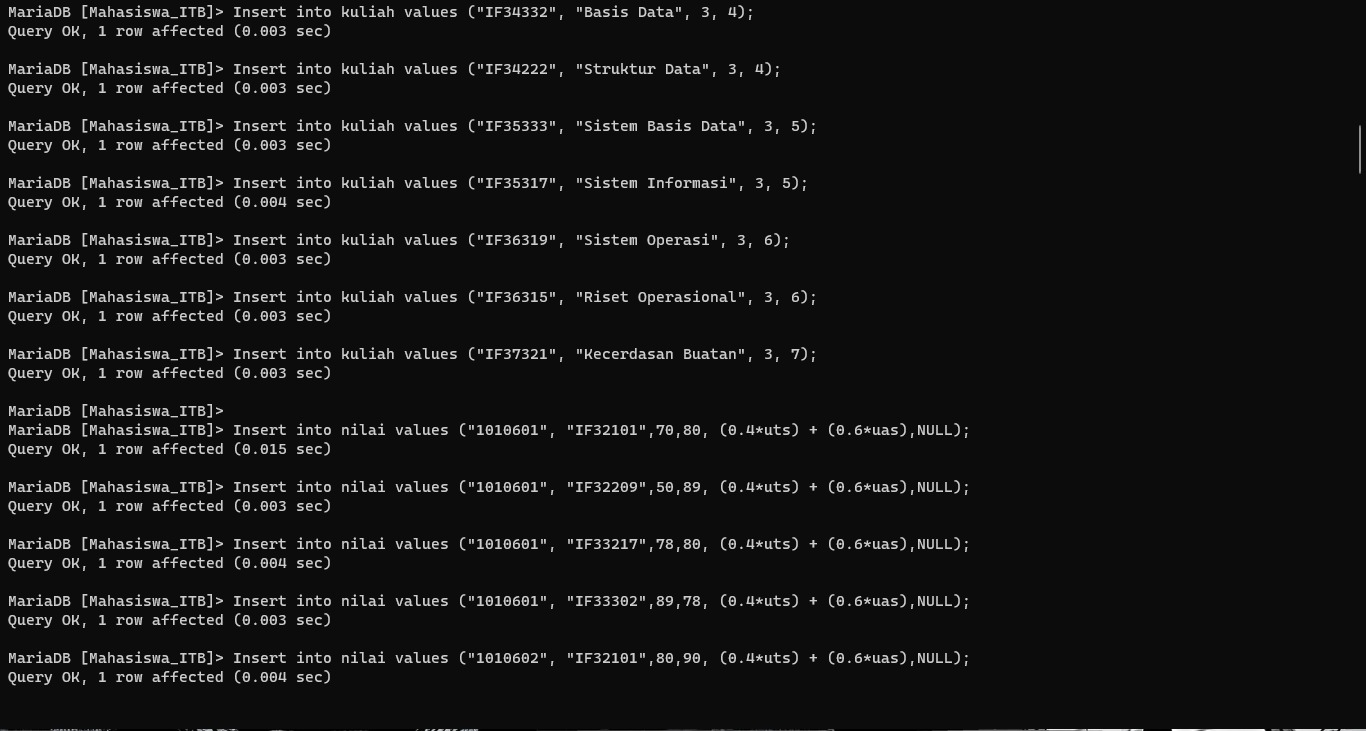 MariaDB [Mahasiswa_ITB]> Insert into kuliah values ("IF34332", "Basis Data", 3, 4);
Query OK, 1 row affected (0.003 sec)
MariaDB [Mahasiswa_ITB]> Insert into kuliah values ("IF34222", "Struktur Data", 3, 4);
Query OK, 1 row affected (0.003 sec)
MariaDB [Mahasiswa_ITB]> Insert into kuliah values ("IF35333", "Sistem Basis Data", 3, 5);
Query OK, 1 row affected (0.003 sec)
MariaDB [Mahasiswa_ITB]> Insert into kuliah values ("IF35317", "Sistem Informasi", 3, 5);
Query OK, 1 row affected (0.004 sec)
MariaDB [Mahasiswa_ITB]> Insert into kuliah values ("IF36319", "Sistem Operasi", 3, 6);
Query OK, 1 row affected (0.003 sec)
MariaDB [Mahasiswa_ITB]> Insert into kuliah values ("IF36315", "Riset Operasional", 3, 6);
Query OK, 1 row affected (0.003 sec)
MariaDB [Mahasiswa_ITB]> Insert into kuliah values ("IF37321", "Kecerdasan Buatan", 3, 7);
Query OK, 1 row affected (0.003 sec)
MariaDB [Mahasiswa_ITB]>
MariaDB [Mahasiswa_ITB]> Insert into nilai values ("1010601", "IF32101",70,80, (0.4*uts) + (0.6*uas),NULL);
Query OK, 1 row affected (0.015 sec)
MariaDB [Mahasiswa_ITB]> Insert into nilai values ("1010601", "IF32209",50,89, (0.4*uts) + (0.6*uas),NULL);
Query OK, 1 row affected (0.003 sec)
MariaDB [Mahasiswa_ITB]> Insert into nilai values ("1010601", "IF33217",78,80, (0.4*uts) + (0.6*uas),NULL);
Query OK, 1 row affected (0.004 sec)
MariaDB [Mahasiswa_ITB]> Insert into nilai values ("1010601", "IF33302",89,78, (0.4*uts) + (0.6*uas),NULL);
Query OK, 1 row affected (0.003 sec)
MariaDB [Mahasiswa_ITB]> Insert into nilai values ("1010602", "IF32101",80,90, (0.4*uts) + (0.6*uas),NULL);
Query OK, 1 row affected (0.004 sec)